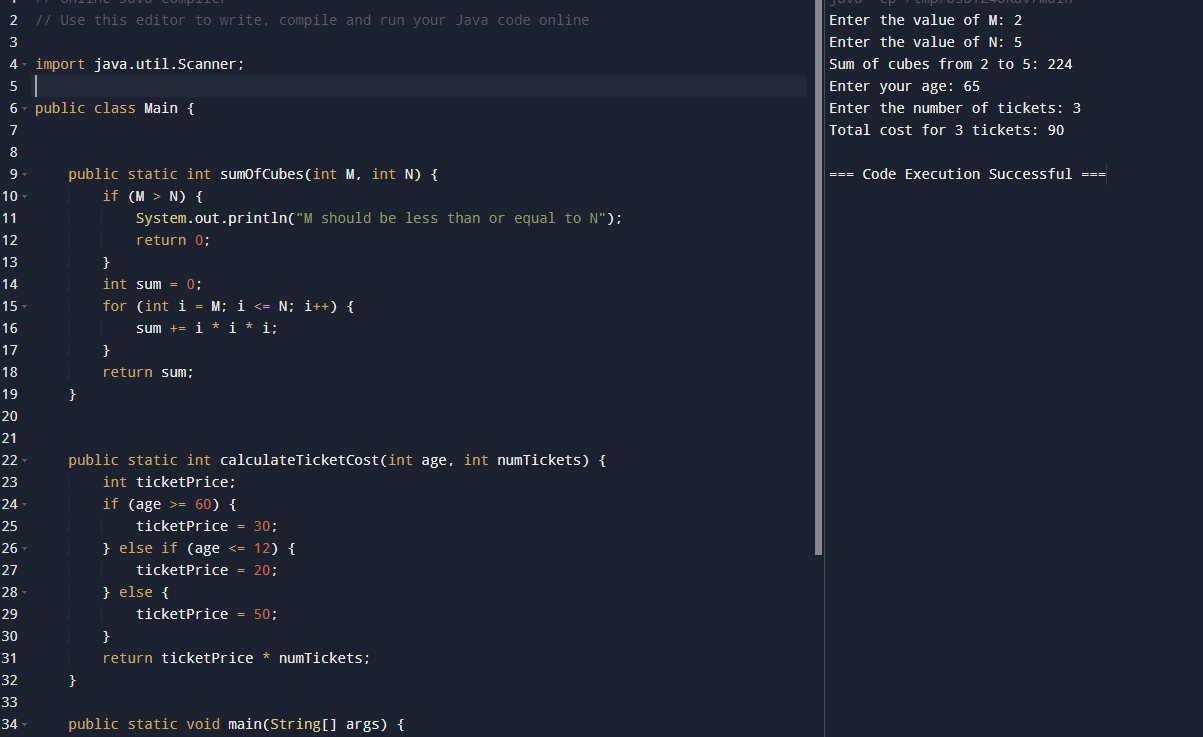 // Online Java Compiler
2 // Use this editor to write, compile and run your Java code online
3
4 import java.util.Scanner;
5
6 public class Main {
7
8
9 public static int sumOfCubes(int M, int N) {
10 if (M > N) {
11 System.out.println("M should be less than or equal to N");
12 return 0;
13 }
14 int sum = 0;
15 for (int i = M; i <= N; i++) {
16 sum += i * i * i;
17 }
18 return sum;
19 }
20
21
22 public static int calculateTicketCost(int age, int numTickets) {
23 int ticketPrice;
24 if (age >= 60) {
25 ticketPrice = 30;
26 } else if (age <= 12) {
27 ticketPrice = 20;
28 } else {
29 ticketPrice = 50;
30 }
31 return ticketPrice * numTickets;
32 }
33
34 public static void main(String[] args) {
java -cp
Enter the value of M: 2
Enter the value of N: 5
Sum of cubes from 2 to 5: 224
Enter your age: 65
Enter the number of tickets: 3
Total cost for 3 tickets: 90
=== Code Execution Successful ===